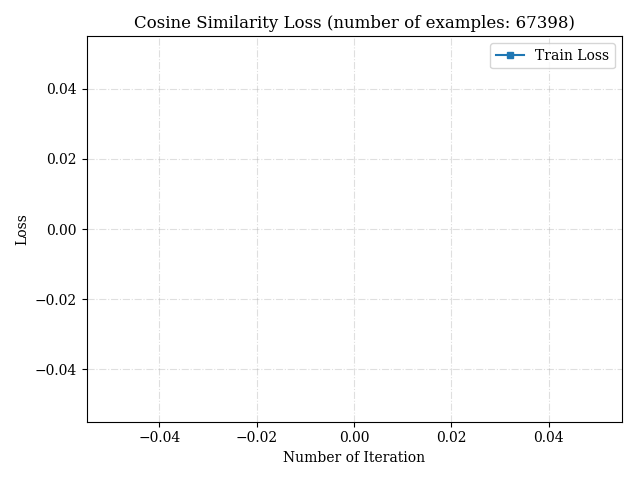 Cosine Similarity Loss (number of examples: 67398)
Train Loss
0.04
0.02
0.00
−0.02
−0.04
Loss
−0.04 −0.02 0.00 0.02 0.04
Number of Iteration